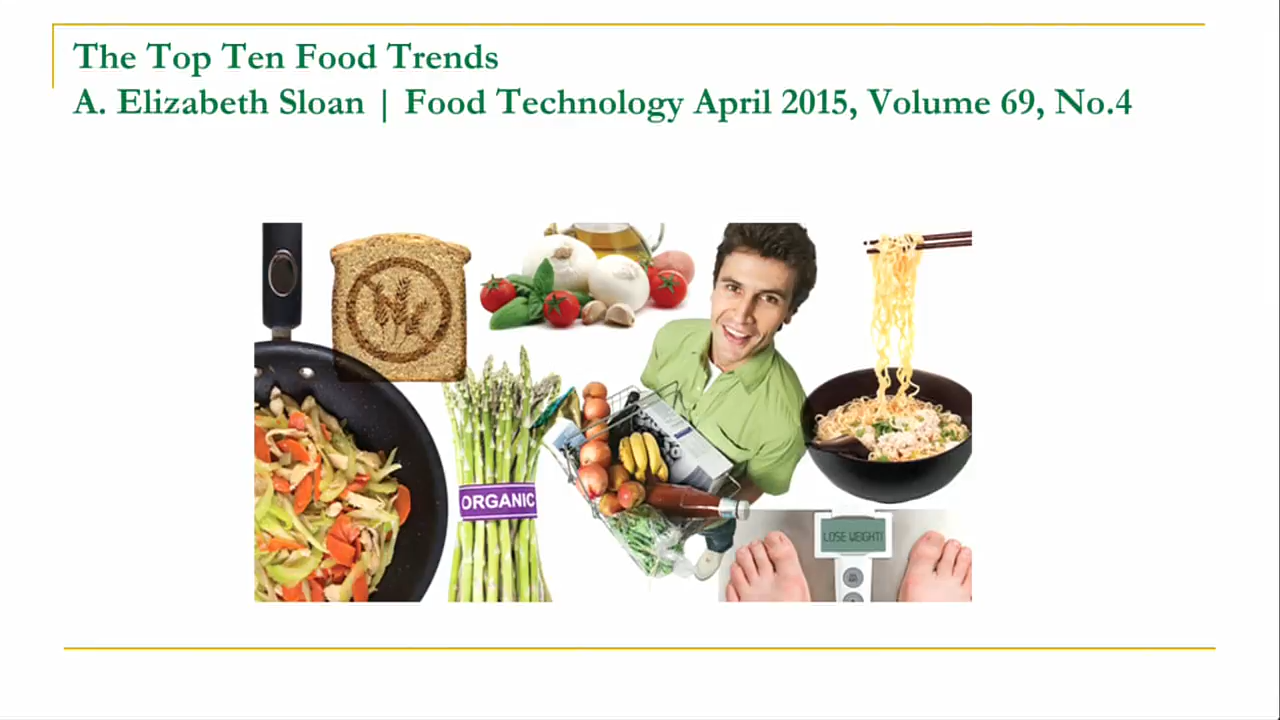 The Top Ten Food Trends
A. Elizabeth Sloan | Food Technology April 2015, Volume 69, No.4
ORGANIC
LOSE WEIGHT!